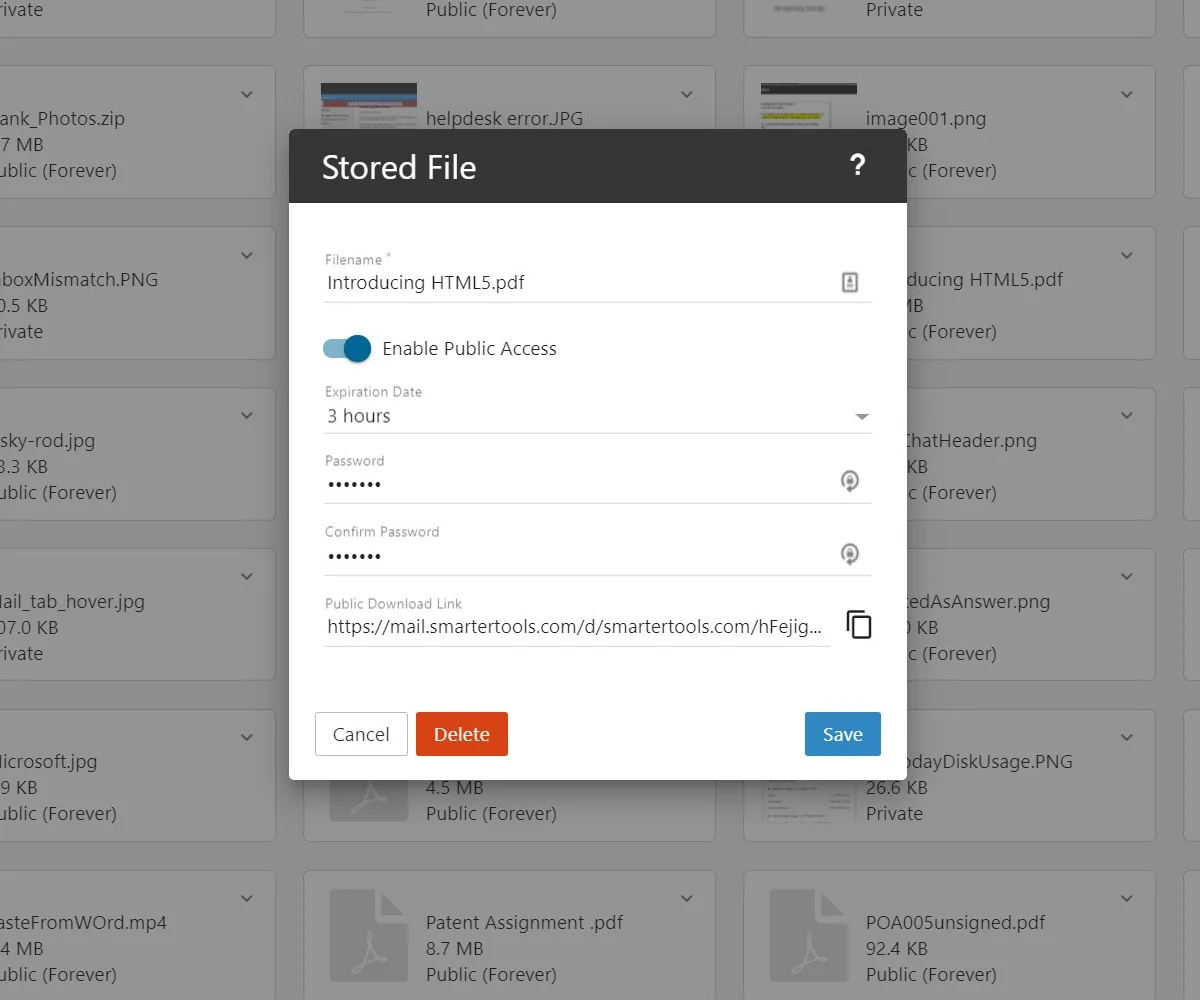 ivate
Public (Forever)
Private
ank_Photos.zip
7 MB
ublic (Forever)
helpdesk error.JPG
image001.png
KB
c (Forever)
Stored File
?
Filename *
Introducing HTML5.pdf
Enable Public Access
Expiration Date
3 hours
Password
•••••••
Confirm Password
•••••••
Public Download Link
https://mail.smartertools.com/d/smartertools.com/hFejig...
Cancel
Delete
Save
boxMismatch.PNG
0.5 KB
rivate
ducing HTML5.pdf
MB
c (Forever)
sky-rod.jpg
3.3 KB
ublic (Forever)
ChatHeader.png
KB
c (Forever)
ail_tab_hover.jpg
07.0 KB
rivate
edAsAnswer.png
KB
c (Forever)
icrosoft.jpg
9 KB
ublic (Forever)
4.5 MB
Public (Forever)
odayDiskUsage.PNG
26.6 KB
Private
asteFromWOrd.mp4
4 MB
ublic (Forever)
Patent Assignment .pdf
8.7 MB
Public (Forever)
POA005unsigned.pdf
92.4 KB
Public (Forever)